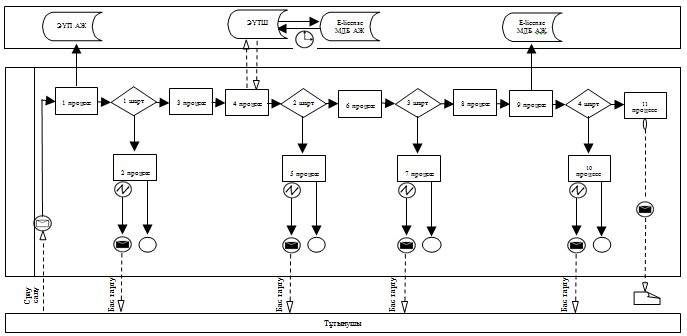 ЭҮП АЖ
ЭҮТШ
E-license
МДБ АЖ
E-license
МДБ АЖ
1 процесс
1 шарт
3 процесс
4 процесс
2 шарт
6 процесс
3 шарт
8 процесс
9 процесс
4 шарт
11
процесс
2 процесс
5 процесс
7 процесс
10
процесс
Сұрау
салу
Бас тарту
Бас тарту
Бас тарту
Бас тарту
Тұтынушы